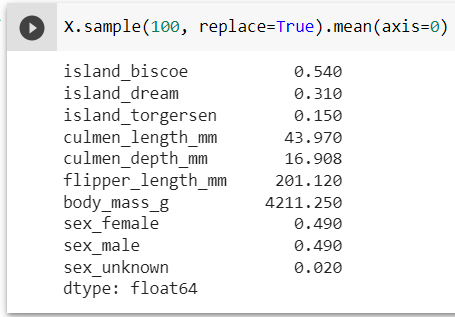 X.sample(100, replace=True).mean(axis=0)
island_biscoe 0.540
island_dream 0.310
island_torgersen 0.150
culmen_length_mm 43.970
culmen_depth_mm 16.908
flipper_length_mm 201.120
body_mass_g 4211.250
sex_female 0.490
sex_male 0.490
sex_unknown 0.020
dtype: float64